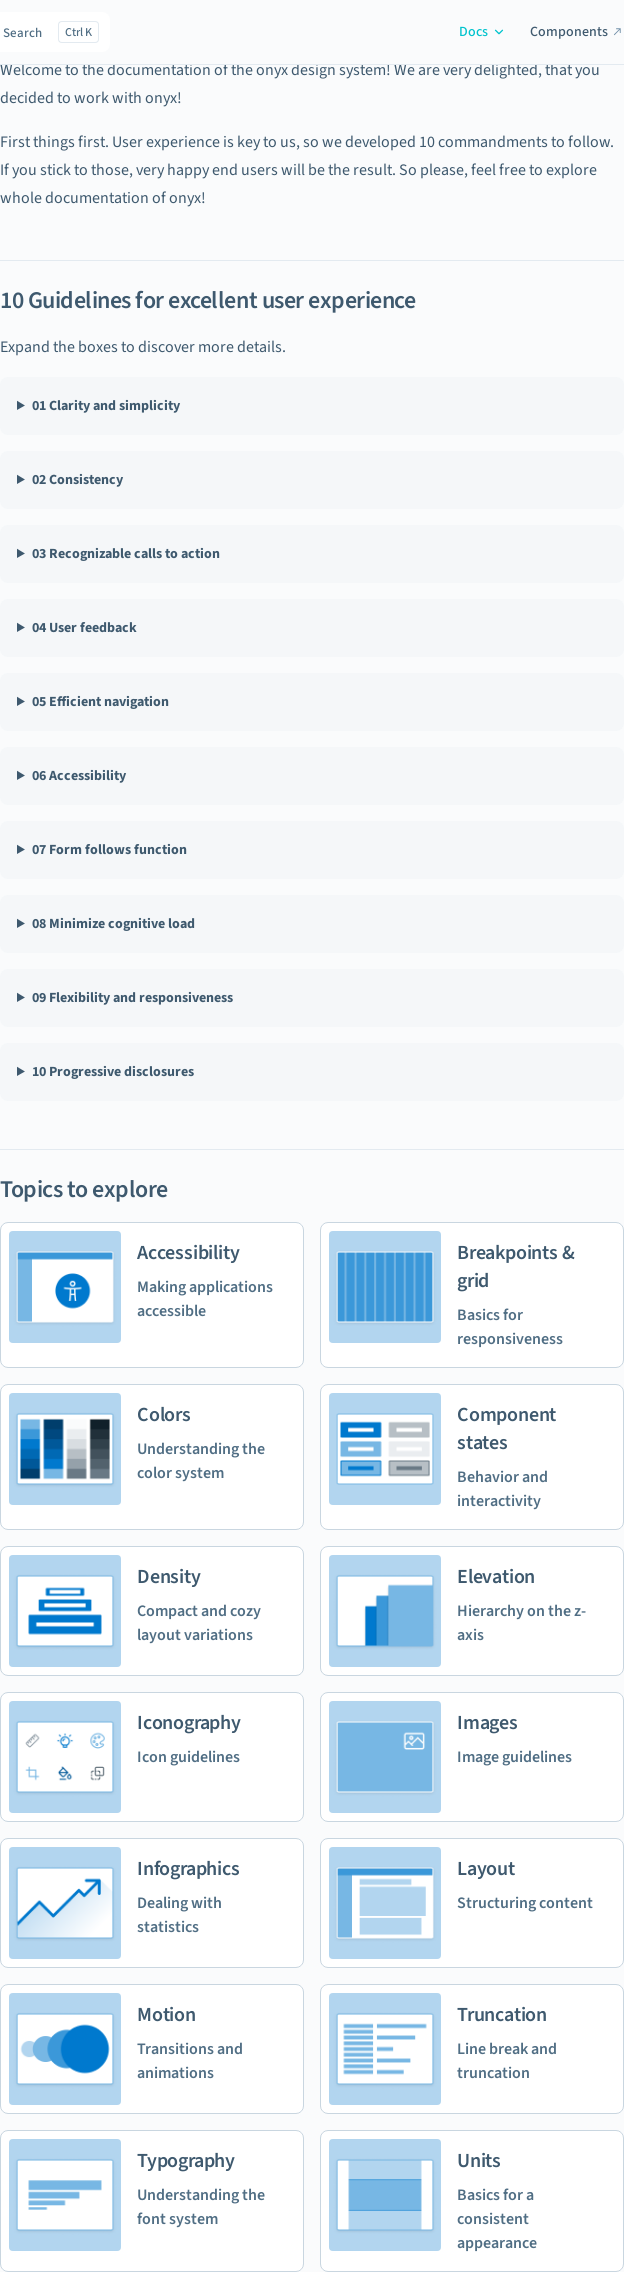 Search Ctrl K Docs Components
Welcome to the documentation of the onyx design system! We are very delighted, that you
decided to work with onyx!
First things first. User experience is key to us, so we developed 10 commandments to follow.
If you stick to those, very happy end users will be the result. So please, feel free to explore
whole documentation of onyx!
10 Guidelines for excellent user experience
Expand the boxes to discover more details.
01 Clarity and simplicity
02 Consistency
03 Recognizable calls to action
04 User feedback
05 Efficient navigation
06 Accessibility
07 Form follows function
08 Minimize cognitive load
09 Flexibility and responsiveness
10 Progressive disclosures
Topics to explore
Accessibility
Making applications
accessible
Breakpoints &
grid
Basics for
responsiveness
Colors
Understanding the
color system
Component
states
Behavior and
interactivity
Density
Compact and cozy
layout variations
Elevation
Hierarchy on the z-
axis
Iconography
Icon guidelines
Images
Image guidelines
Infographics
Dealing with
statistics
Layout
Structuring content
Motion
Transitions and
animations
Truncation
Line break and
truncation
Typography
Understanding the
font system
Units
Basics for a
consistent
appearance